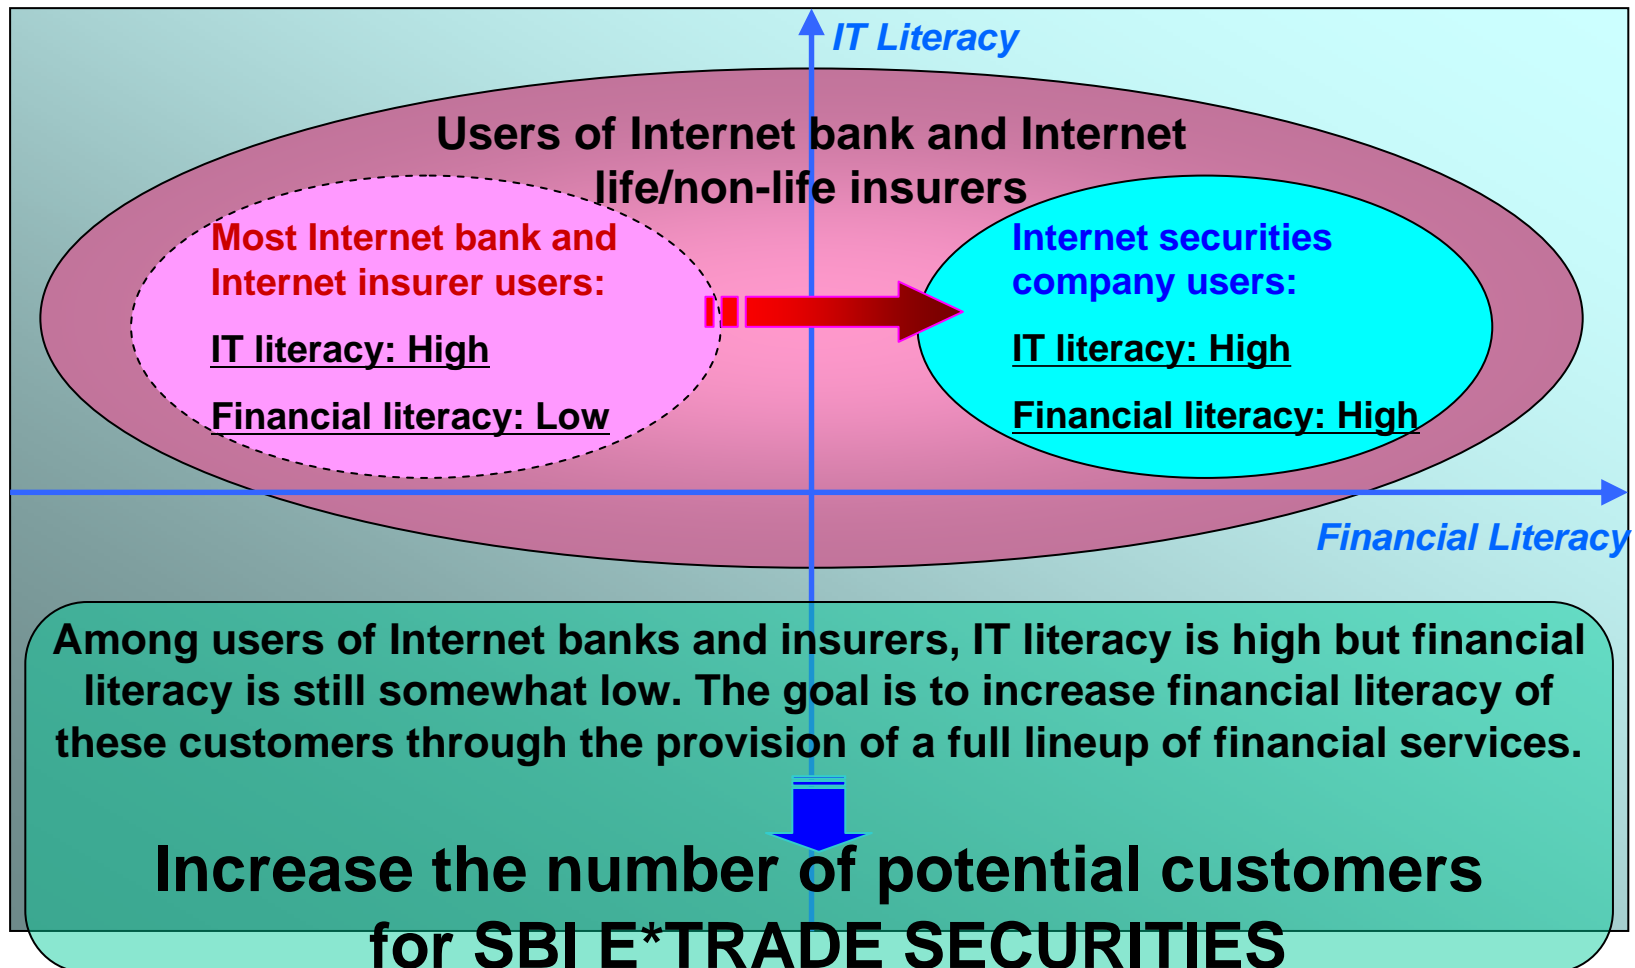 IT Literacy
Users of Internet bank and Internet
life/non-life insurers
Most Internet bank and
Internet insurer users:
IT literacy: High
Financial literacy: Low
Internet securities
company users:
IT literacy: High
Financial literacy: High
Financial Literacy
Among users of Internet banks and insurers, IT literacy is high but financial
literacy is still somewhat low. The goal is to increase financial literacy of
these customers through the provision of a full lineup of financial services.
Increase the number of potential customers
for SBI E*TRADE SECURITIES